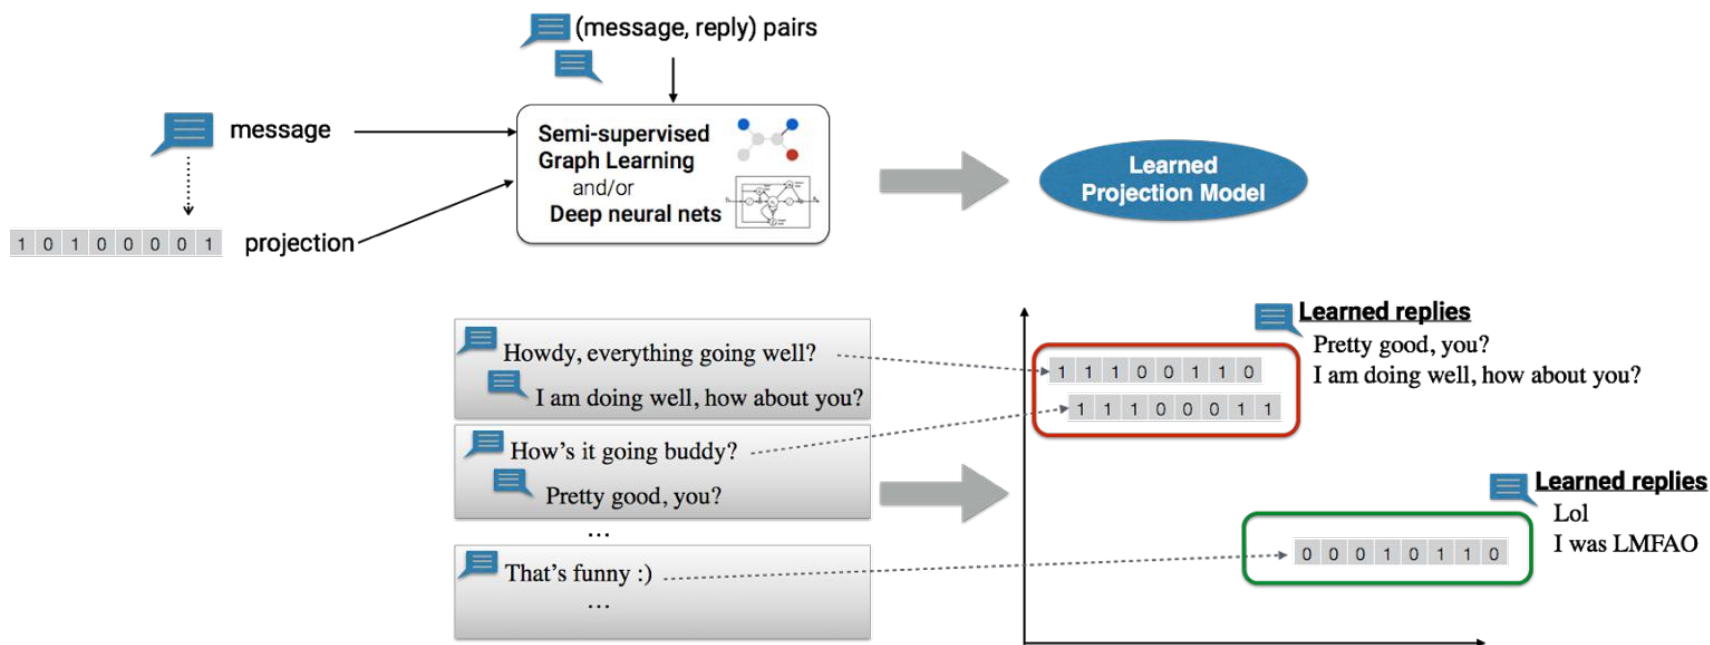 (message, reply) pairs
message
Semi-supervised
Graph Learning
and/or
Deep neural nets
Learned
Projection Model
1 0 1 0 0 0 0 1
projection
Howdy, everything going well?
I am doing well, how about you?
How's it going buddy?
Pretty good, you?
...
That's funny :)
...
Learned replies
Pretty good, you?
I am doing well, how about you?
1 1 1 0 0 1 1 0
1 1 1 0 0 0 1 1
Learned replies
Lol
I was LMFAO
0 0 0 1 0 1 1 0